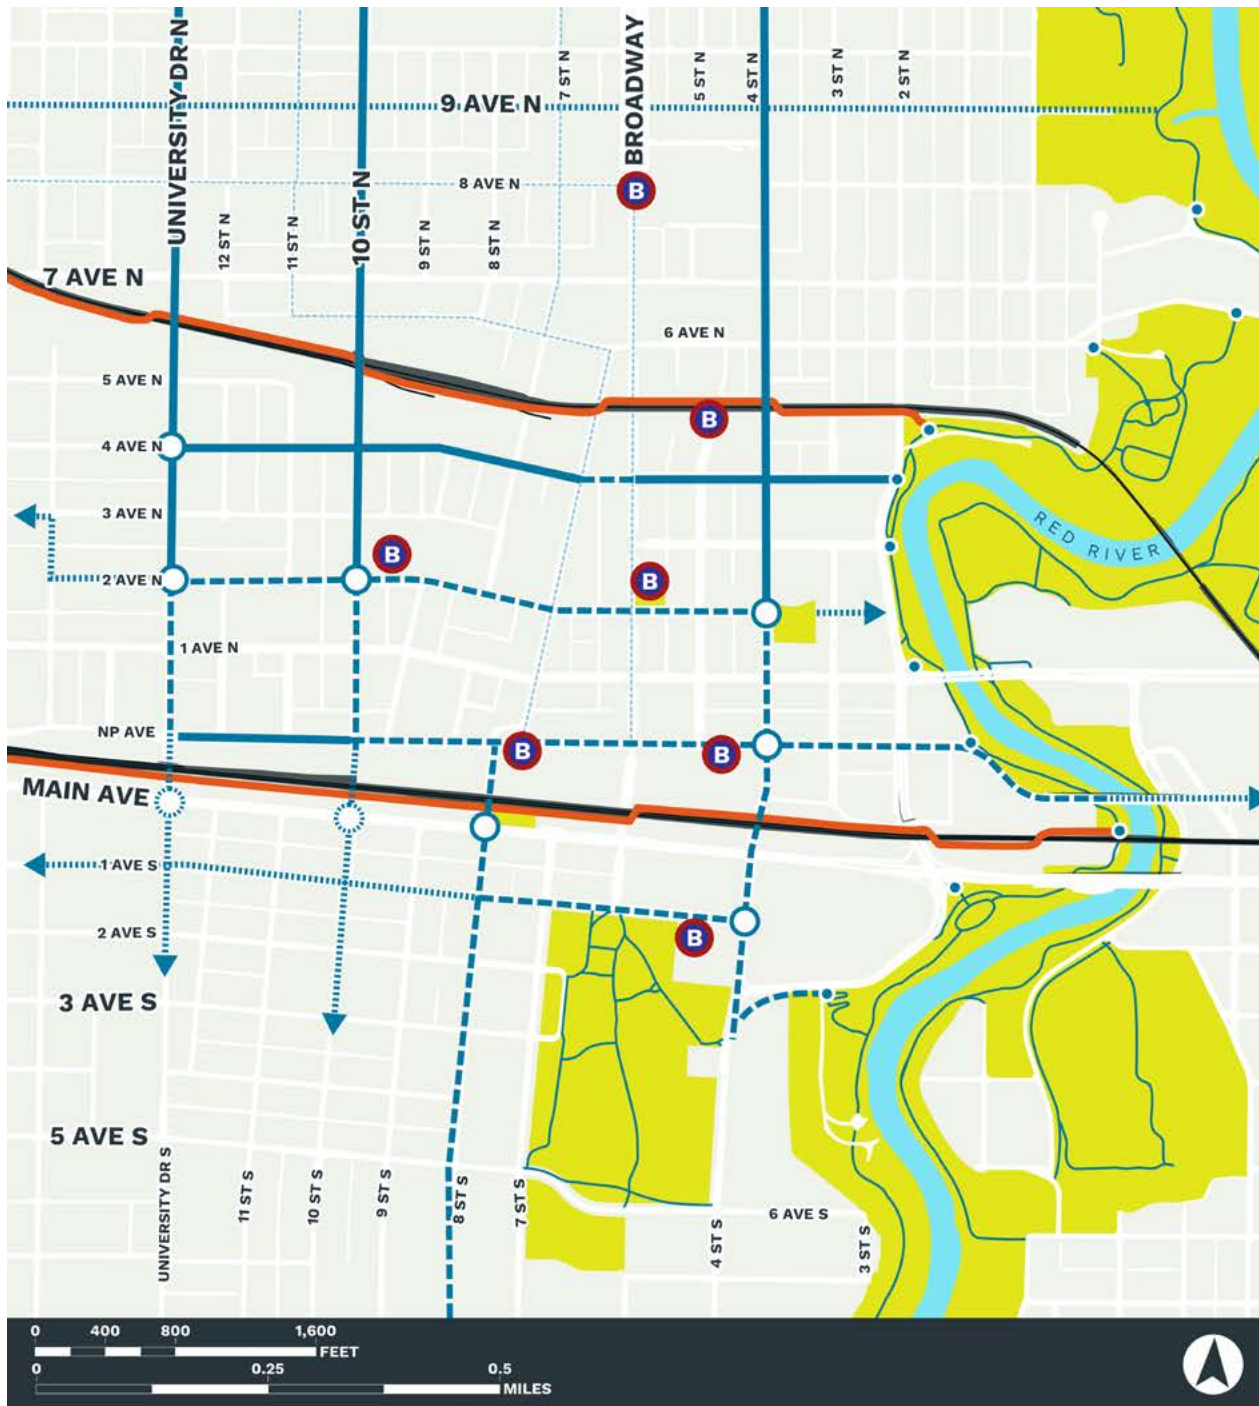 UNIVERSITY DR N
BROADWAY
7 ST N
5 ST N
4 ST N
3 ST N
2 ST N
9 AVE N
10 ST N
8 AVE N
B
12 ST N
11 ST N
9 ST N
8 ST N
7 AVE N
6 AVE N
5 AVE N
B
4 AVE N
3 AVE N
RED RIVER
B
2 AVE N
B
1 AVE N
NP AVE
B
B
MAIN AVE
1 AVE S
2 AVE S
B
3 AVE S
5 AVE S
UNIVERSITY DR S
11 ST S
10 ST S
9 ST S
8 ST S
7 ST S
6 AVE S
4 ST S
3 ST S
0 400 800 1,600
FEET
0 0.25 0.5
MILES